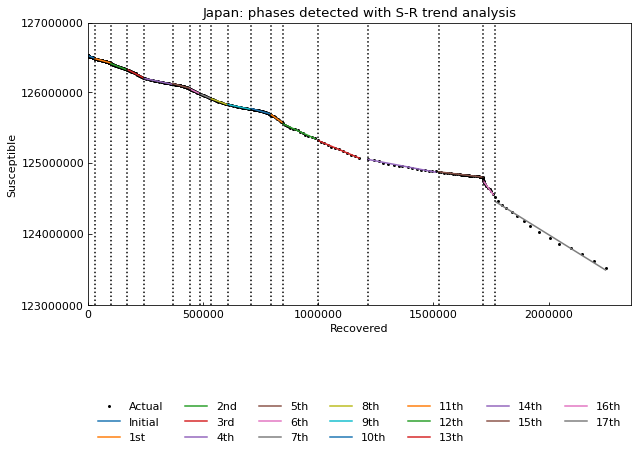 Japan: phases detected with S-R trend analysis
127000000
126000000
125000000
124000000
123000000
Susceptible
0 500000 1000000 1500000 2000000
Recovered
Actual 2nd 5th 8th 11th 14th 16th
Initial 3rd 6th 9th 12th 15th 17th
1st 4th 7th 10th 13th